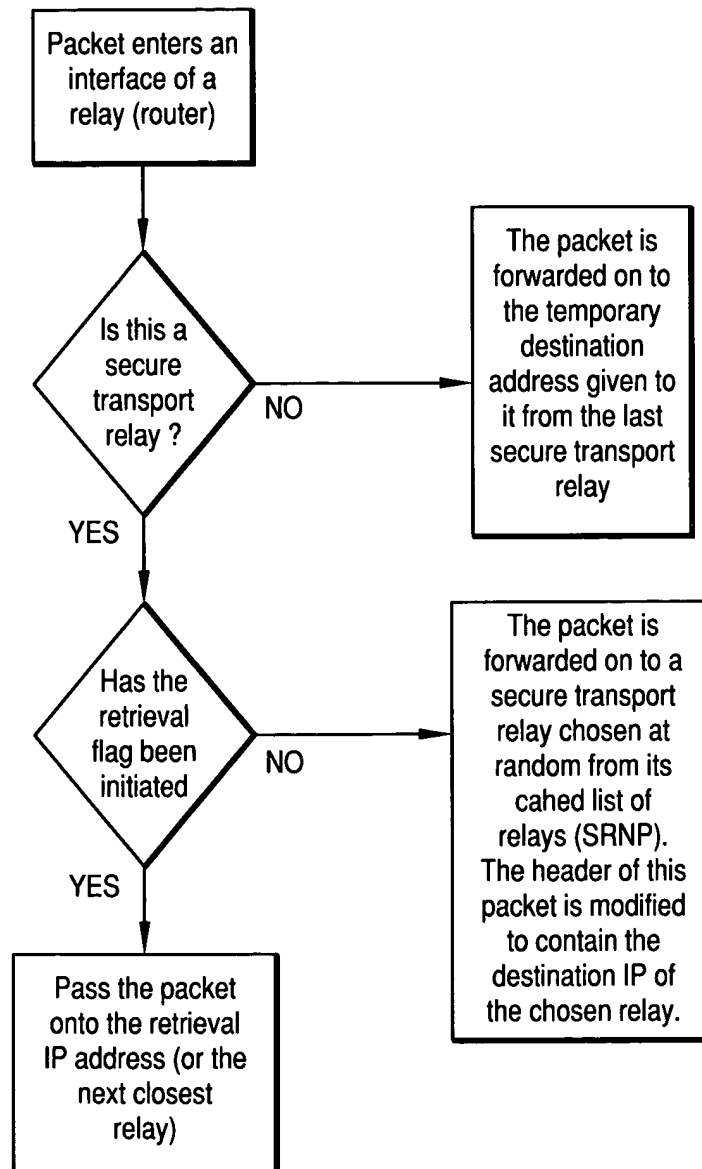 Packet enters an
interface of a
relay (router)
Is this a
secure
transport
relay ?
NO
YES
The packet is
forwarded on to
the temporary
destination
address given to
it from the last
secure transport
relay
Has the
retrieval
flag been
initiated
NO
YES
The packet is
forwarded on to a
secure transport
relay chosen at
random from its
cahed list of
relays (SRNP).
The header of this
packet is modified
to contain the
destination IP of
the chosen relay.
Pass the packet
onto the retrieval
IP address (or the
next closest
relay)